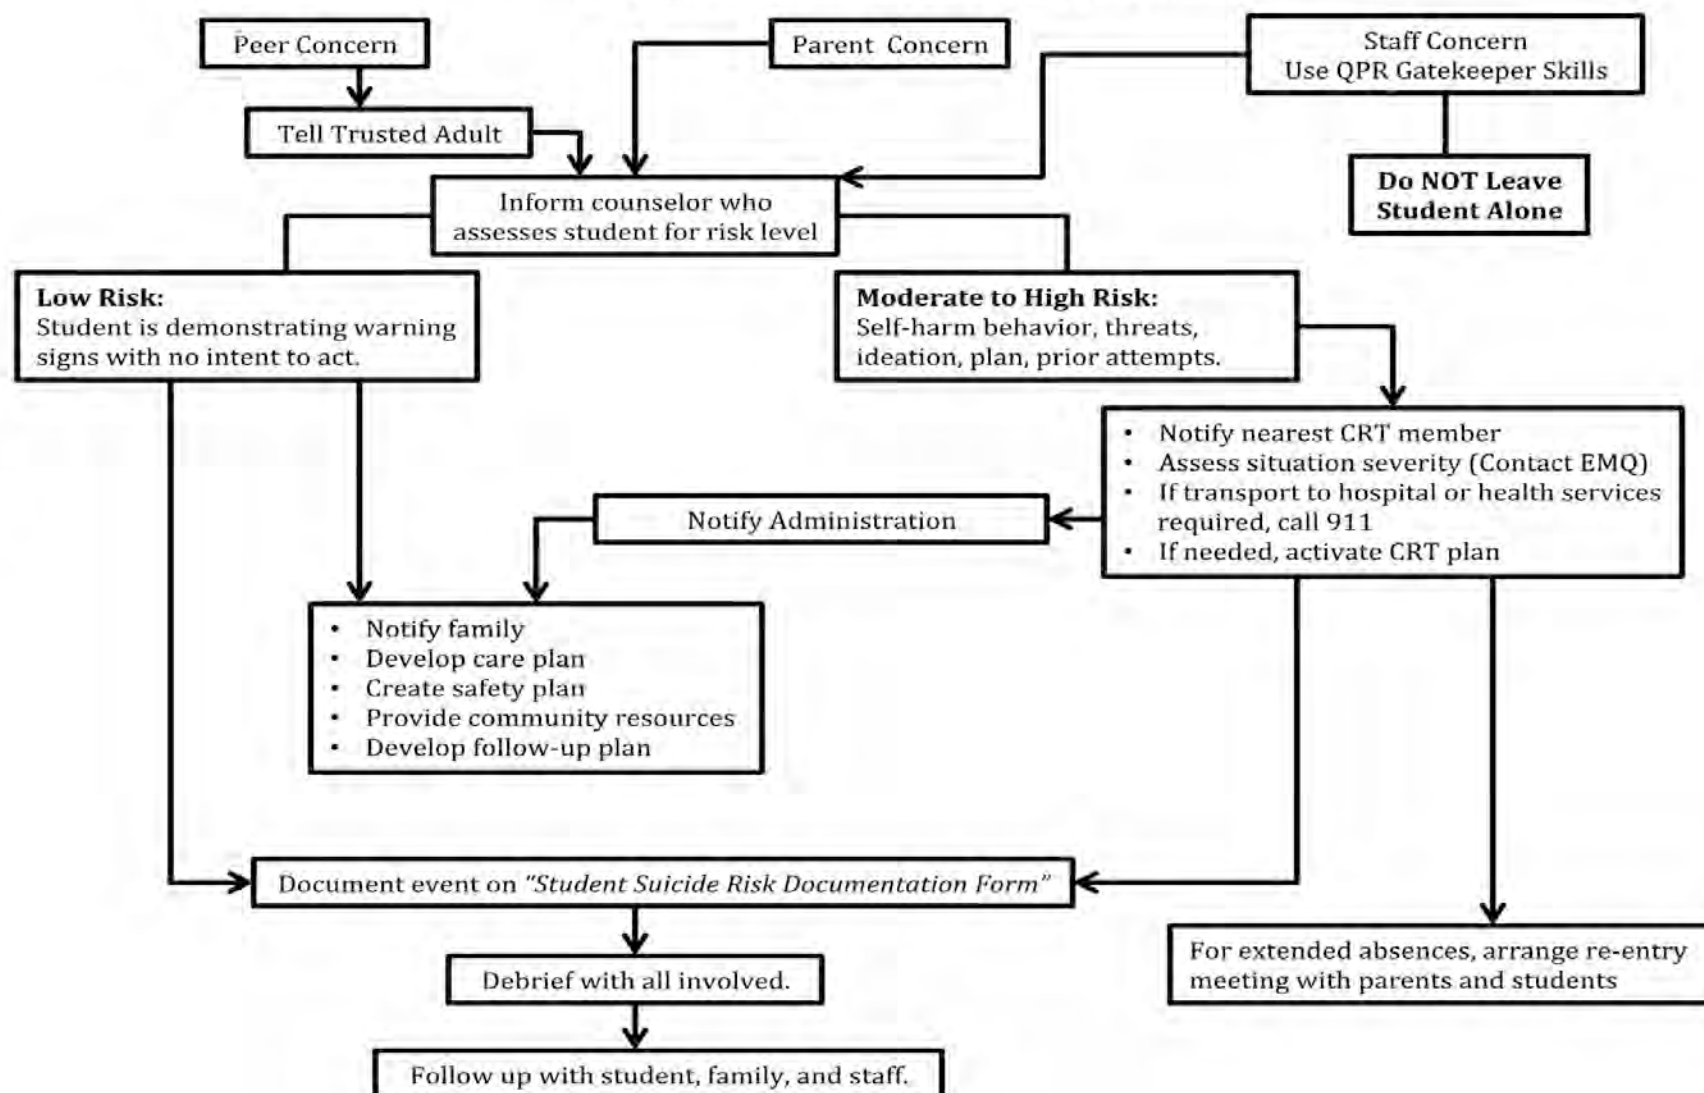 Peer Concern
Parent Concern
Staff Concern
Use QPR Gatekeeper Skills
Tell Trusted Adult
Do NOT Leave
Student Alone
Inform counselor who
assesses student for risk level
Low Risk:
Student is demonstrating warning
signs with no intent to act.
Moderate to High Risk:
Self-harm behavior, threats,
ideation, plan, prior attempts.
• Notify nearest CRT member
• Assess situation severity (Contact EMQ)
• If transport to hospital or health services
required, call 911
• If needed, activate CRT plan
Notify Administration
• Notify family
• Develop care plan
• Create safety plan
• Provide community resources
• Develop follow-up plan
Document event on "Student Suicide Risk Documentation Form"
For extended absences, arrange re-entry
meeting with parents and students
Debrief with all involved.
Follow up with student, family, and staff.